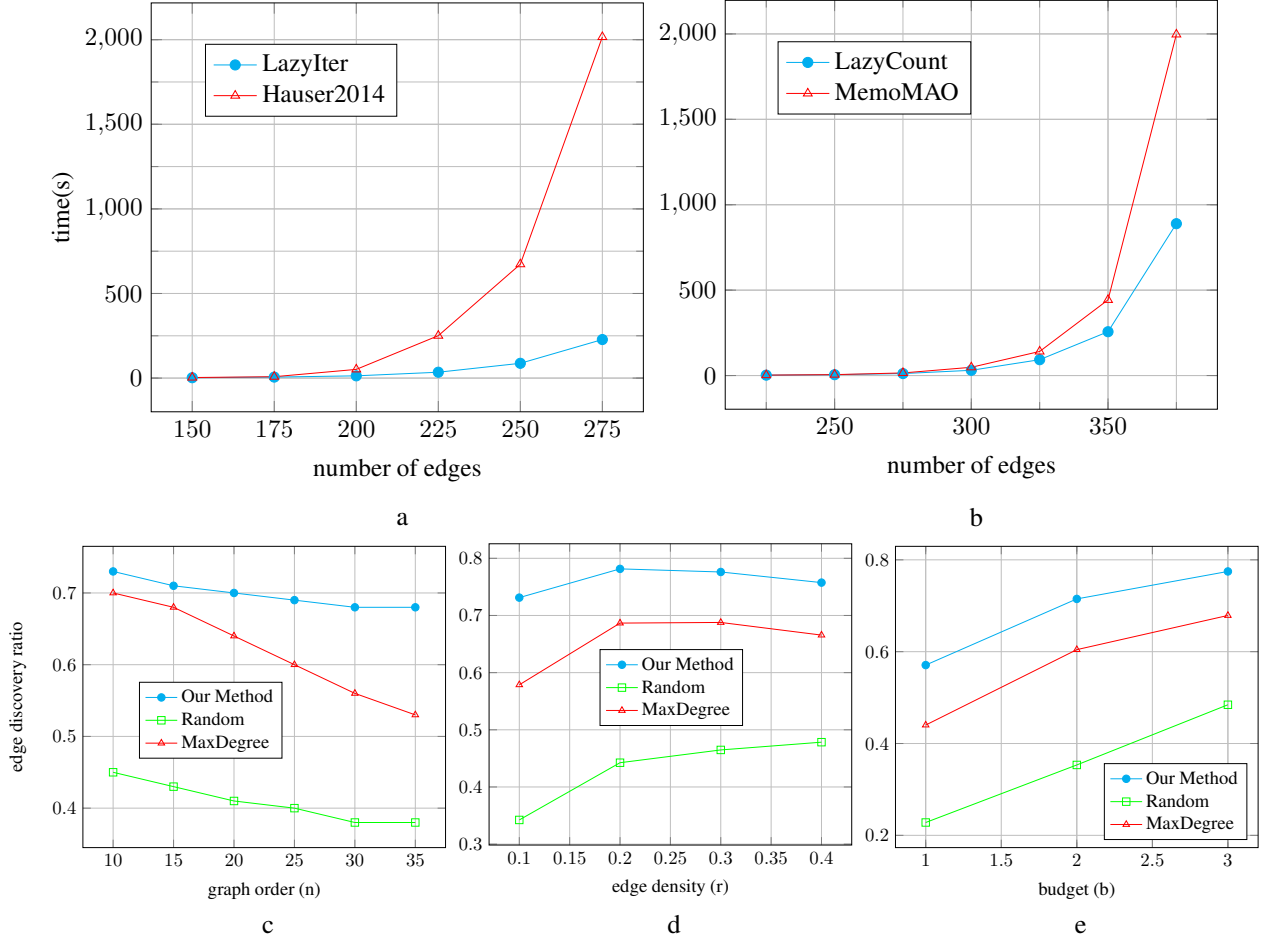 2,000
1,500
1,000
500
0
time(s)
LazyIter
Hauser2014
150 175 200 225 250 275
number of edges
a
2,000
1,500
1,000
500
0
LazyCount
MemoMAO
250 300 350
number of edges
b
0.7
0.6
0.5
0.4
edge discovery ratio
Our Method
Random
MaxDegree
10 15 20 25 30 35
graph order (n)
c
0.8
0.7
0.6
0.5
0.4
0.3
Our Method
Random
MaxDegree
0.1 0.15 0.2 0.25 0.3 0.35 0.4
edge density (r)
d
0.8
0.6
0.4
0.2
Our Method
Random
MaxDegree
1 1.5 2 2.5 3
budget (b)
e